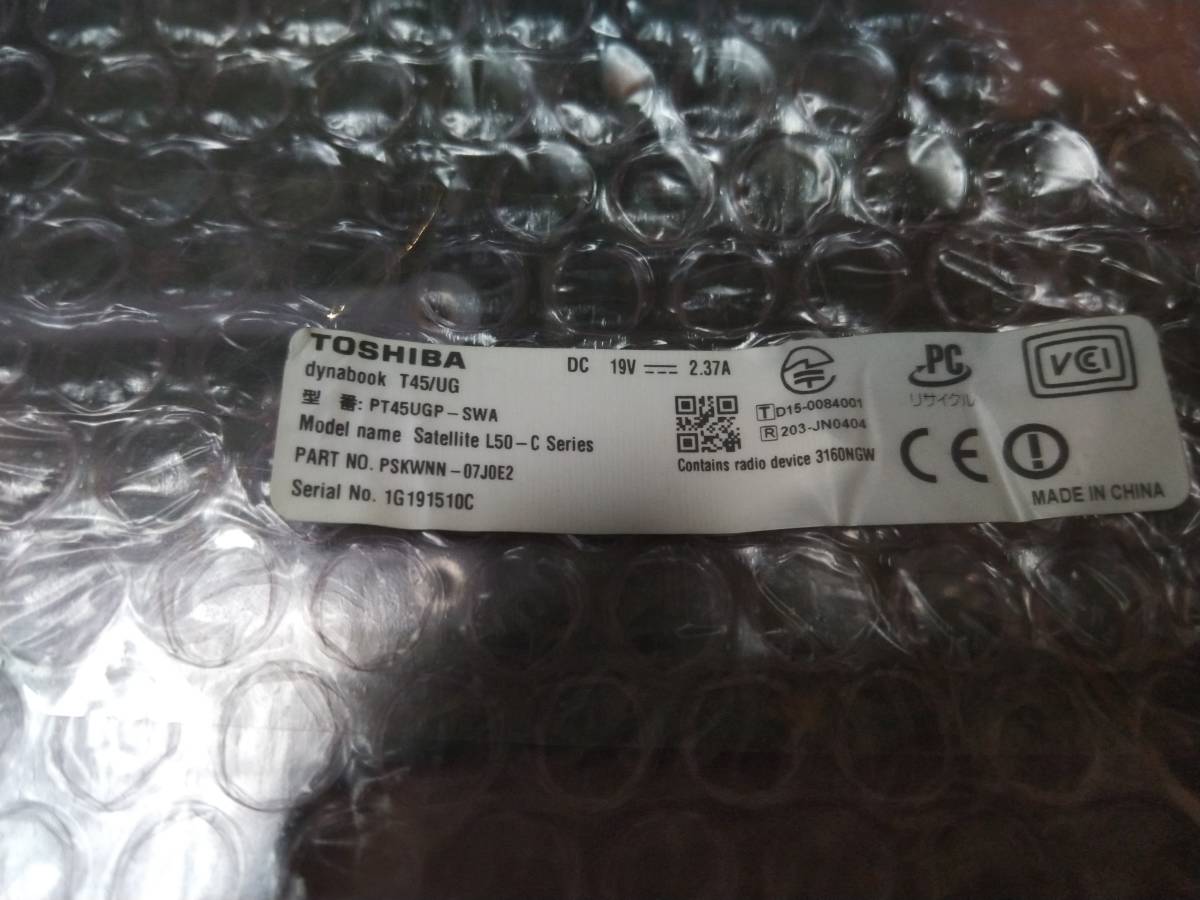 TOSHIBA
dynabook T45/UG
型 番: PT45UGP-SWA
Model name Satellite L50-C Series
PART NO. PSKWNN-07J0E2
Serial No. 1G191510C
DC 19V 2.37A
T D15-0084001
R 203-JN0404
Contains radio device 3160NGW
PC
リサイクル
VCCI
CE
MADE IN CHINA